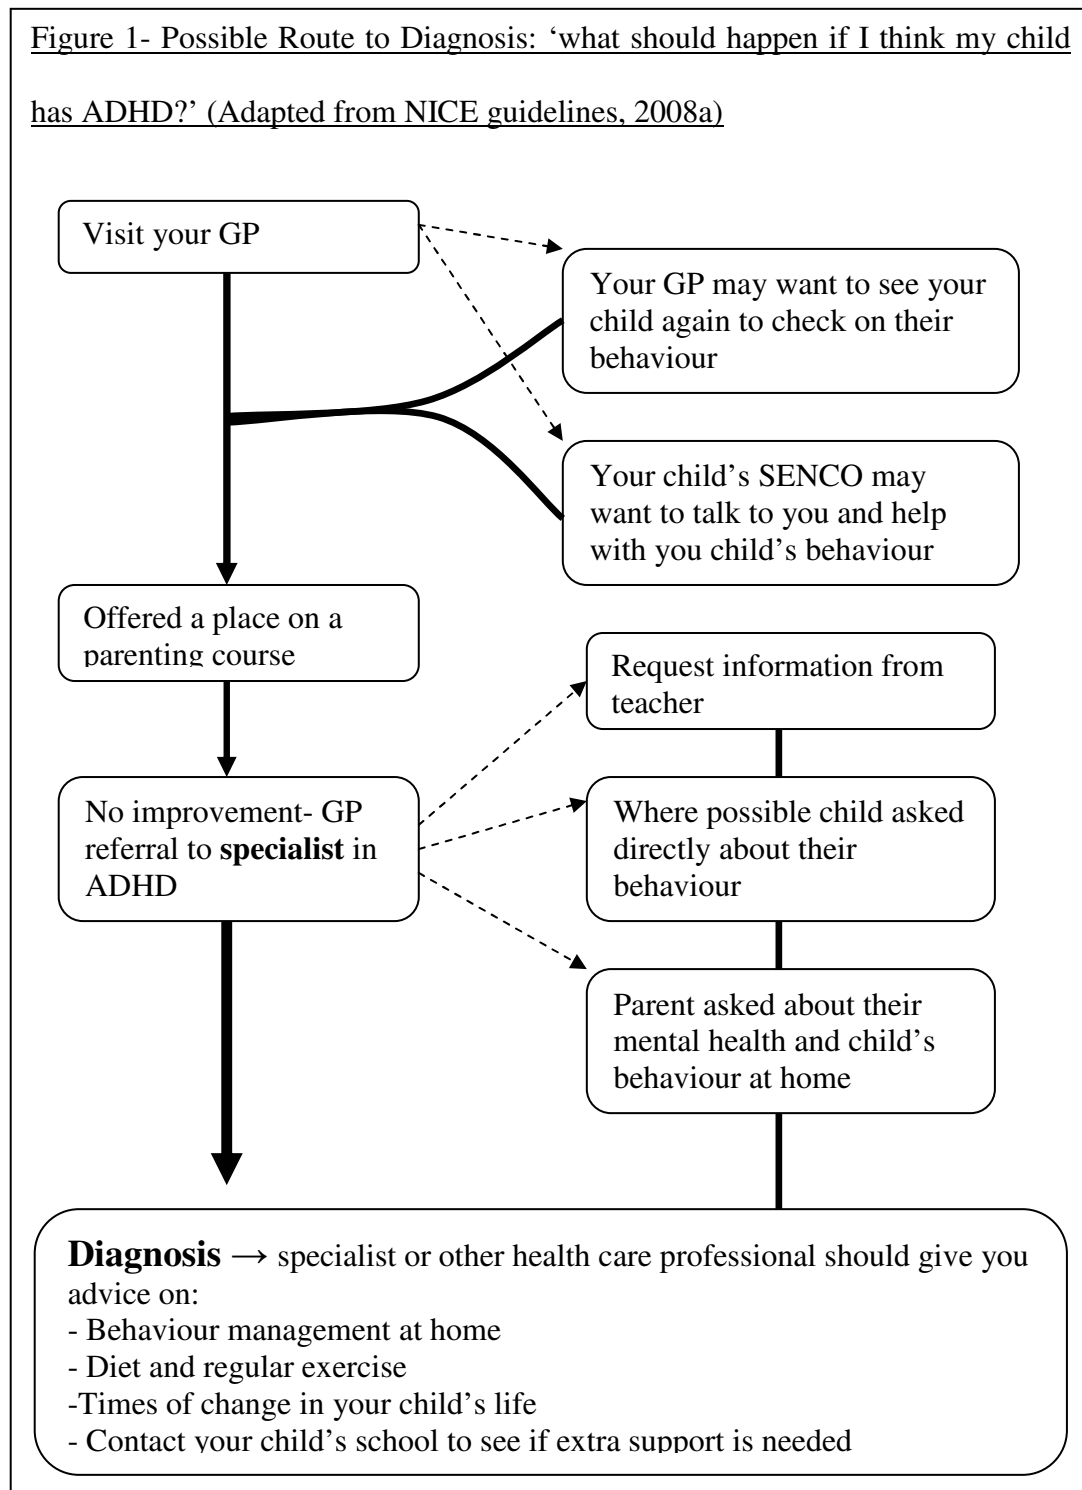 Figure 1- Possible Route to Diagnosis: ‘what should happen if I think my child
has ADHD?’ (Adapted from NICE guidelines, 2008a)
Visit your GP
Your GP may want to see your
child again to check on their
behaviour
Your child’s SENCO may
want to talk to you and help
with you child’s behaviour
Offered a place on a
parenting course
Request information from
teacher
No improvement- GP
referral to specialist in
ADHD
Where possible child asked
directly about their
behaviour
Parent asked about their
mental health and child’s
behaviour at home
Diagnosis → specialist or other health care professional should give you
advice on:
- Behaviour management at home
- Diet and regular exercise
-Times of change in your child’s life
- Contact your child’s school to see if extra support is needed